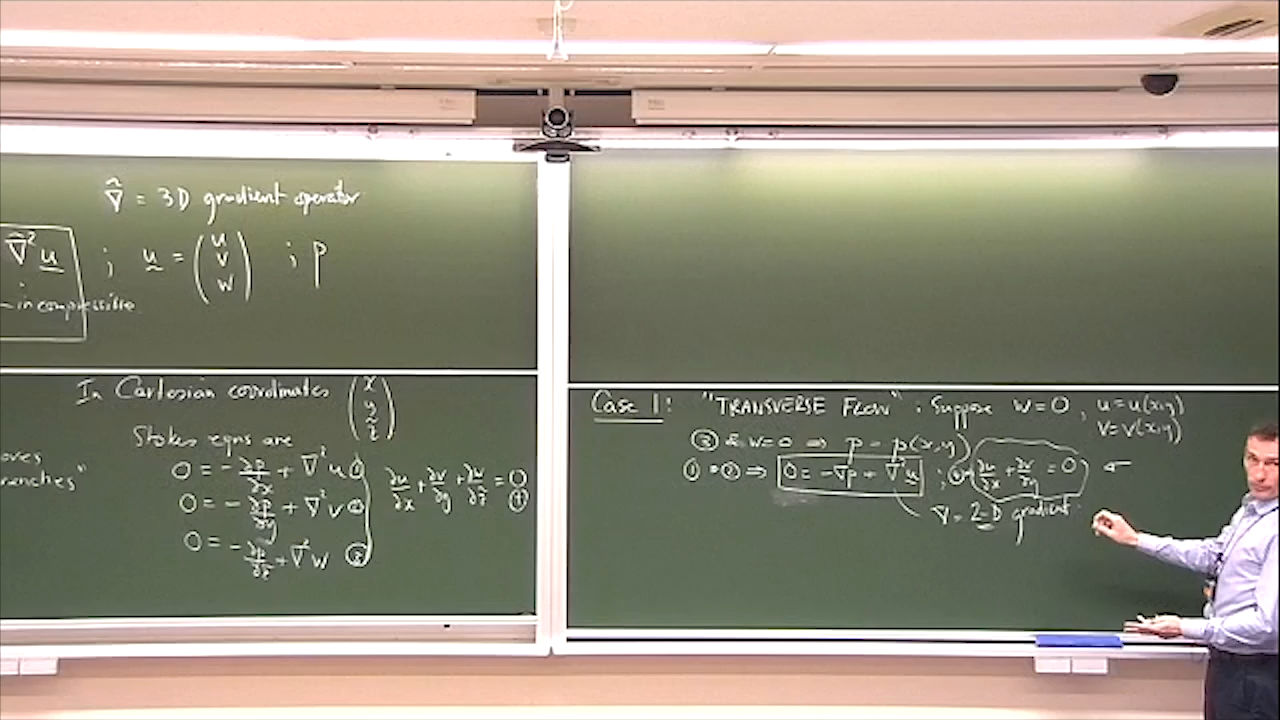 ∇̂ = 3D gradient operator
∇̂² u ; u = (u v w) ; p
incompressible
In Cartesian coordinates (x y z̃)
Stokes eqns are
0 = -∂p/∂x + ∇²u ①
0 = -∂p/∂y + ∇²v ②
0 = -∂p/∂z̃ + ∇²w ③
∂u/∂x + ∂v/∂y + ∂w/∂z̃ = 0 ④
Case 1: "TRANSVERSE FLOW" : Suppose w=0, u=u(x,y)
v=v(x,y)
③ & w=0 ⇒ p = p(x,y)
① + ② ⇒ 0 = -∇p + ∇²u ; ④ ∂u/∂x + ∂v/∂y = 0
∇ = 2-D gradient.